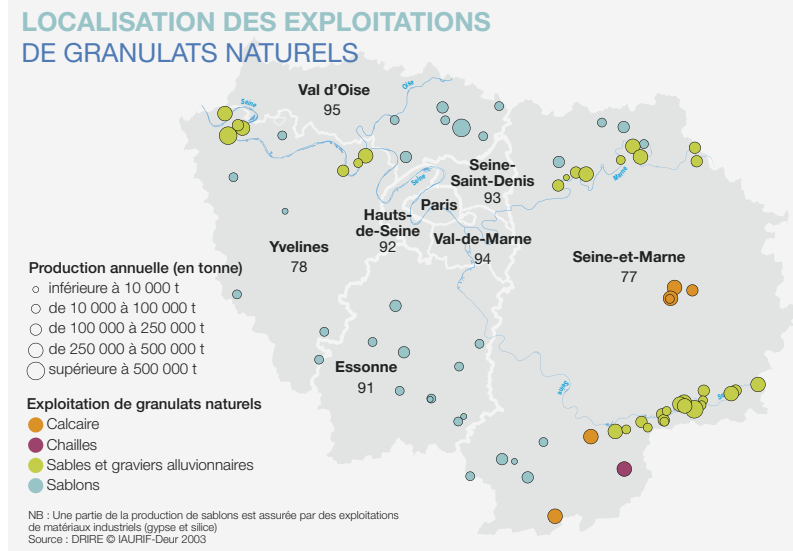 LOCALISATION DES EXPLOITATIONS
DE GRANULATS NATURELS
Val d'Oise
95
Oise
Seine
Seine-
Saint-Denis
93
Marne
Seine
Paris
Hauts-
de-Seine
92
Val-de-Marne
94
Yvelines
78
Seine-et-Marne
77
Production annuelle (en tonne)
inférieure à 10 000 t
de 10 000 à 100 000 t
de 100 000 à 250 000 t
de 250 000 à 500 000 t
supérieure à 500 000 t
Essonne
91
Seine
Exploitation de granulats naturels
Calcaire
Chailles
Sables et graviers alluvionnaires
Sablons
NB : Une partie de la production de sablons est assurée par des exploitations
de matériaux industriels (gypse et silice)
Source : DRIRE © IAURIF-Deur 2003